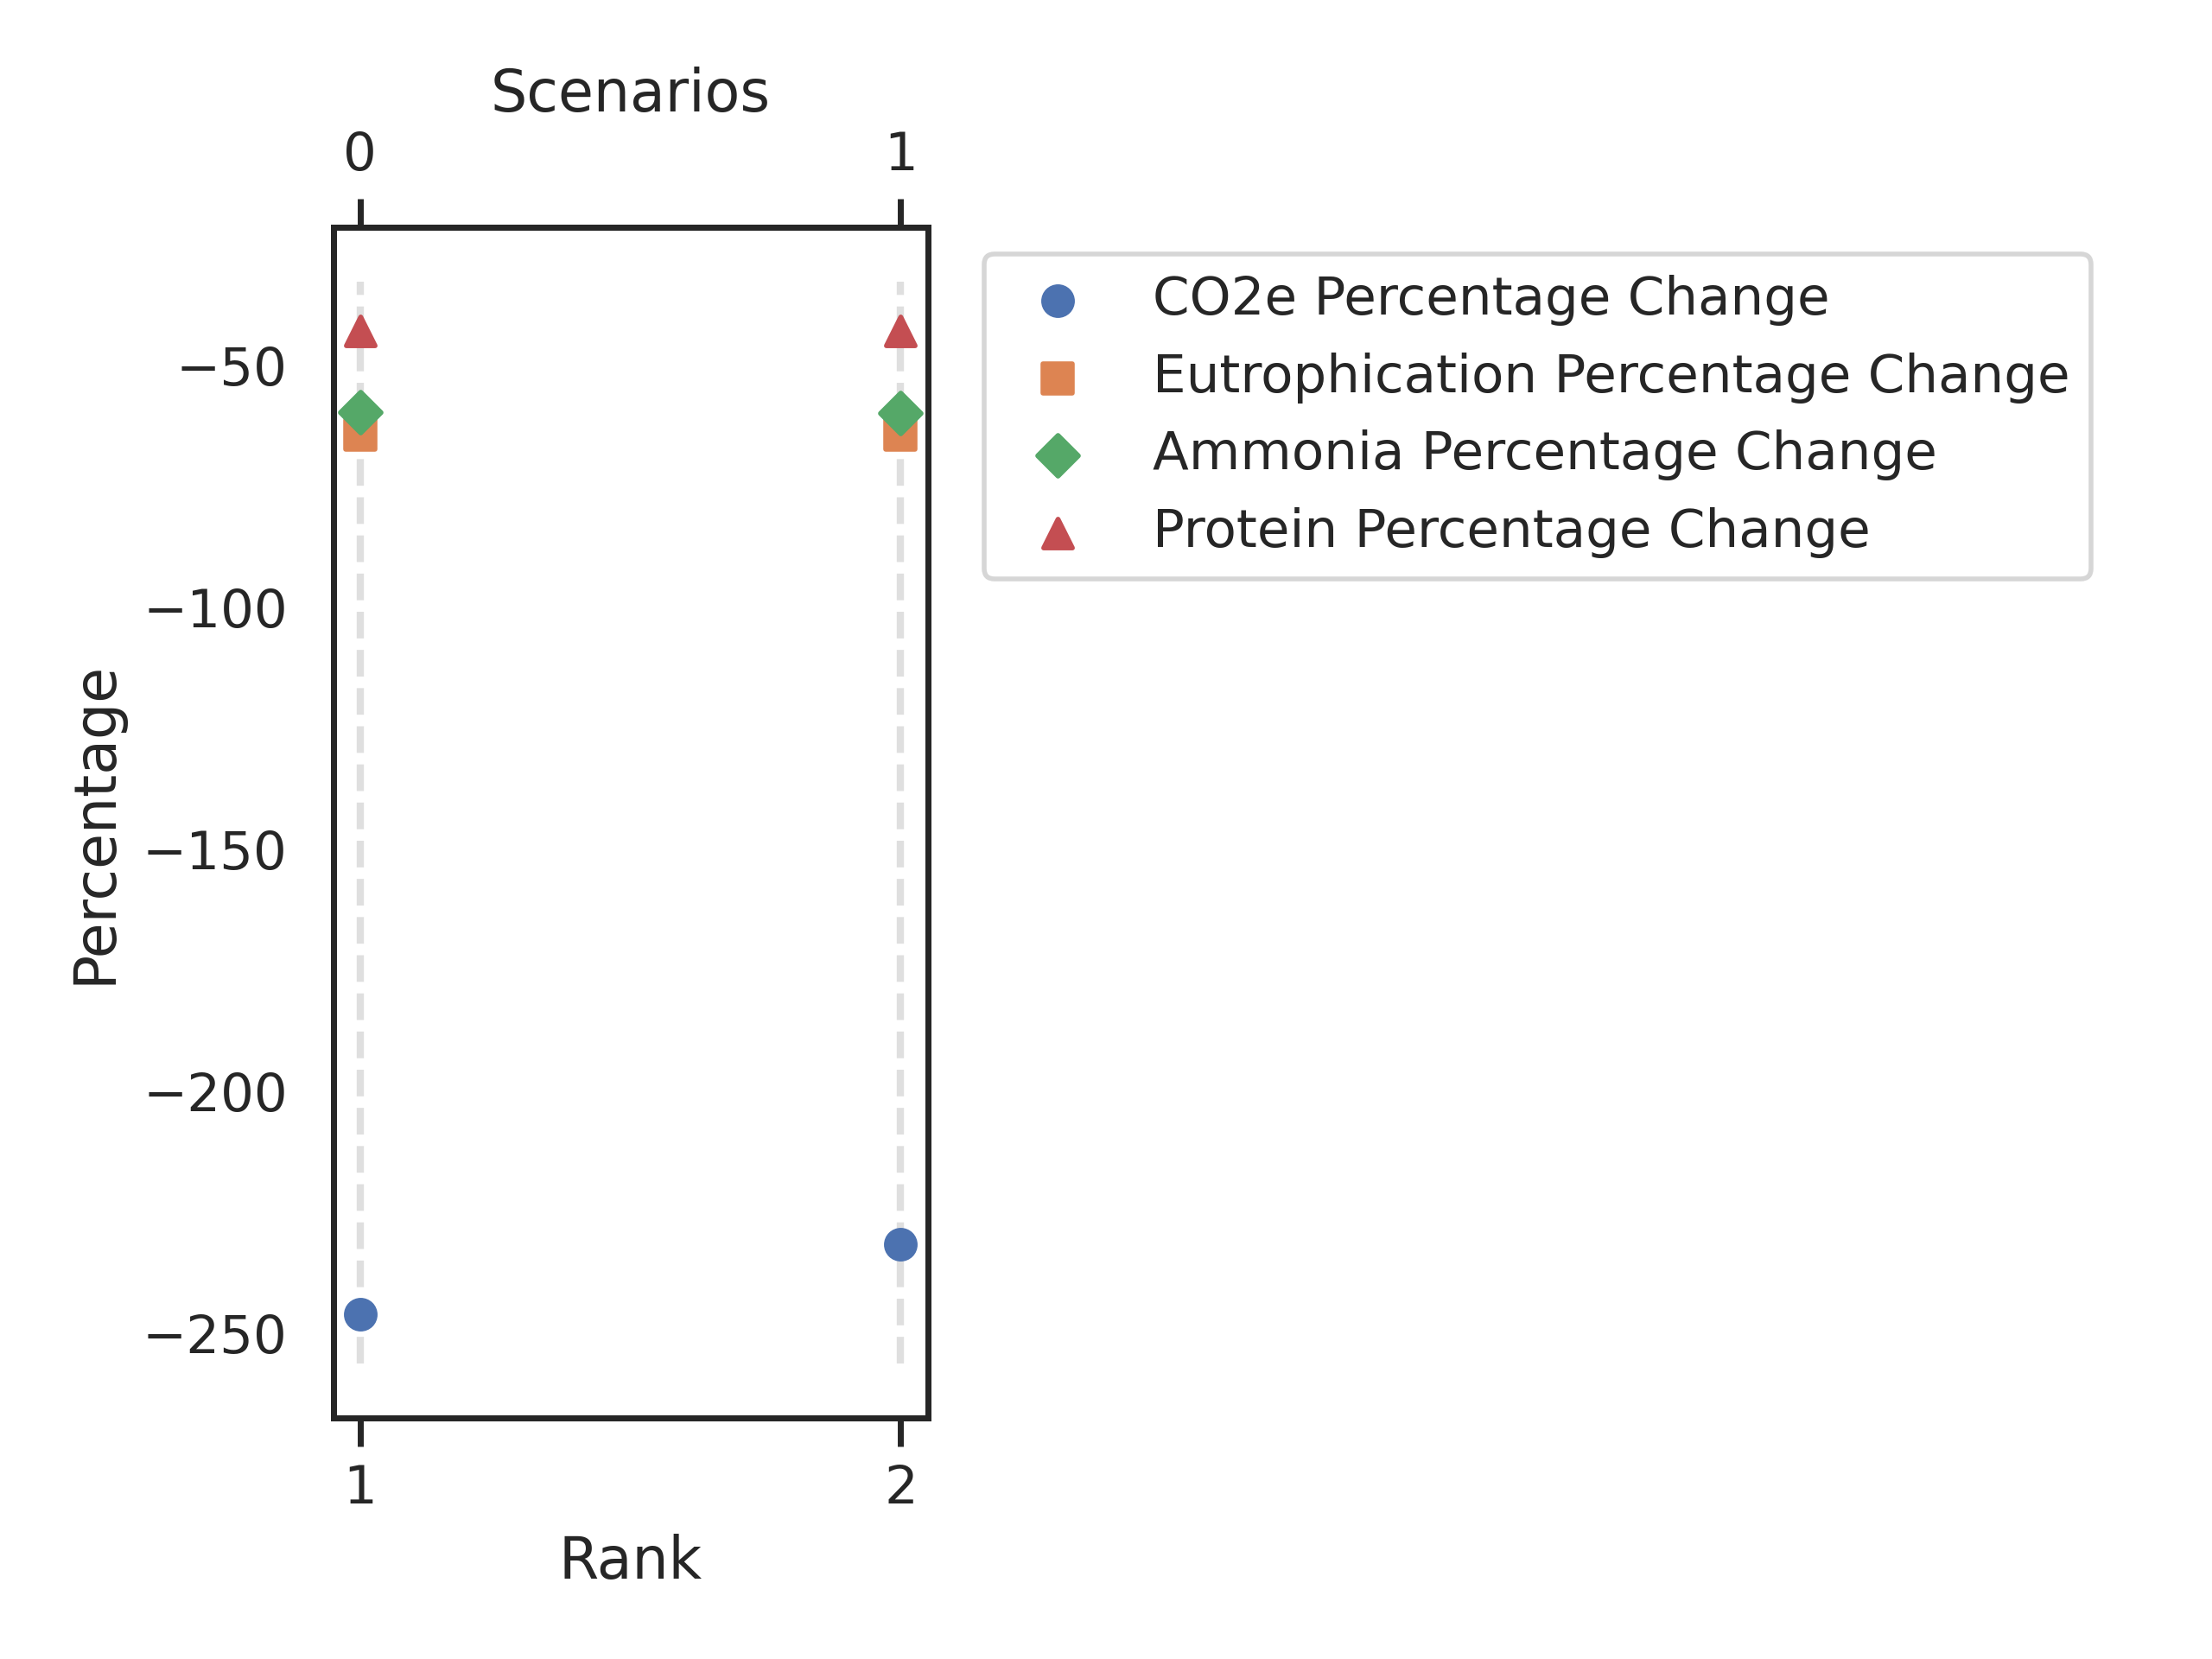 Scenarios
0 1
CO2e Percentage Change
Eutrophication Percentage Change
Ammonia Percentage Change
Protein Percentage Change
−50
−100
−150
−200
−250
Percentage
1 2
Rank